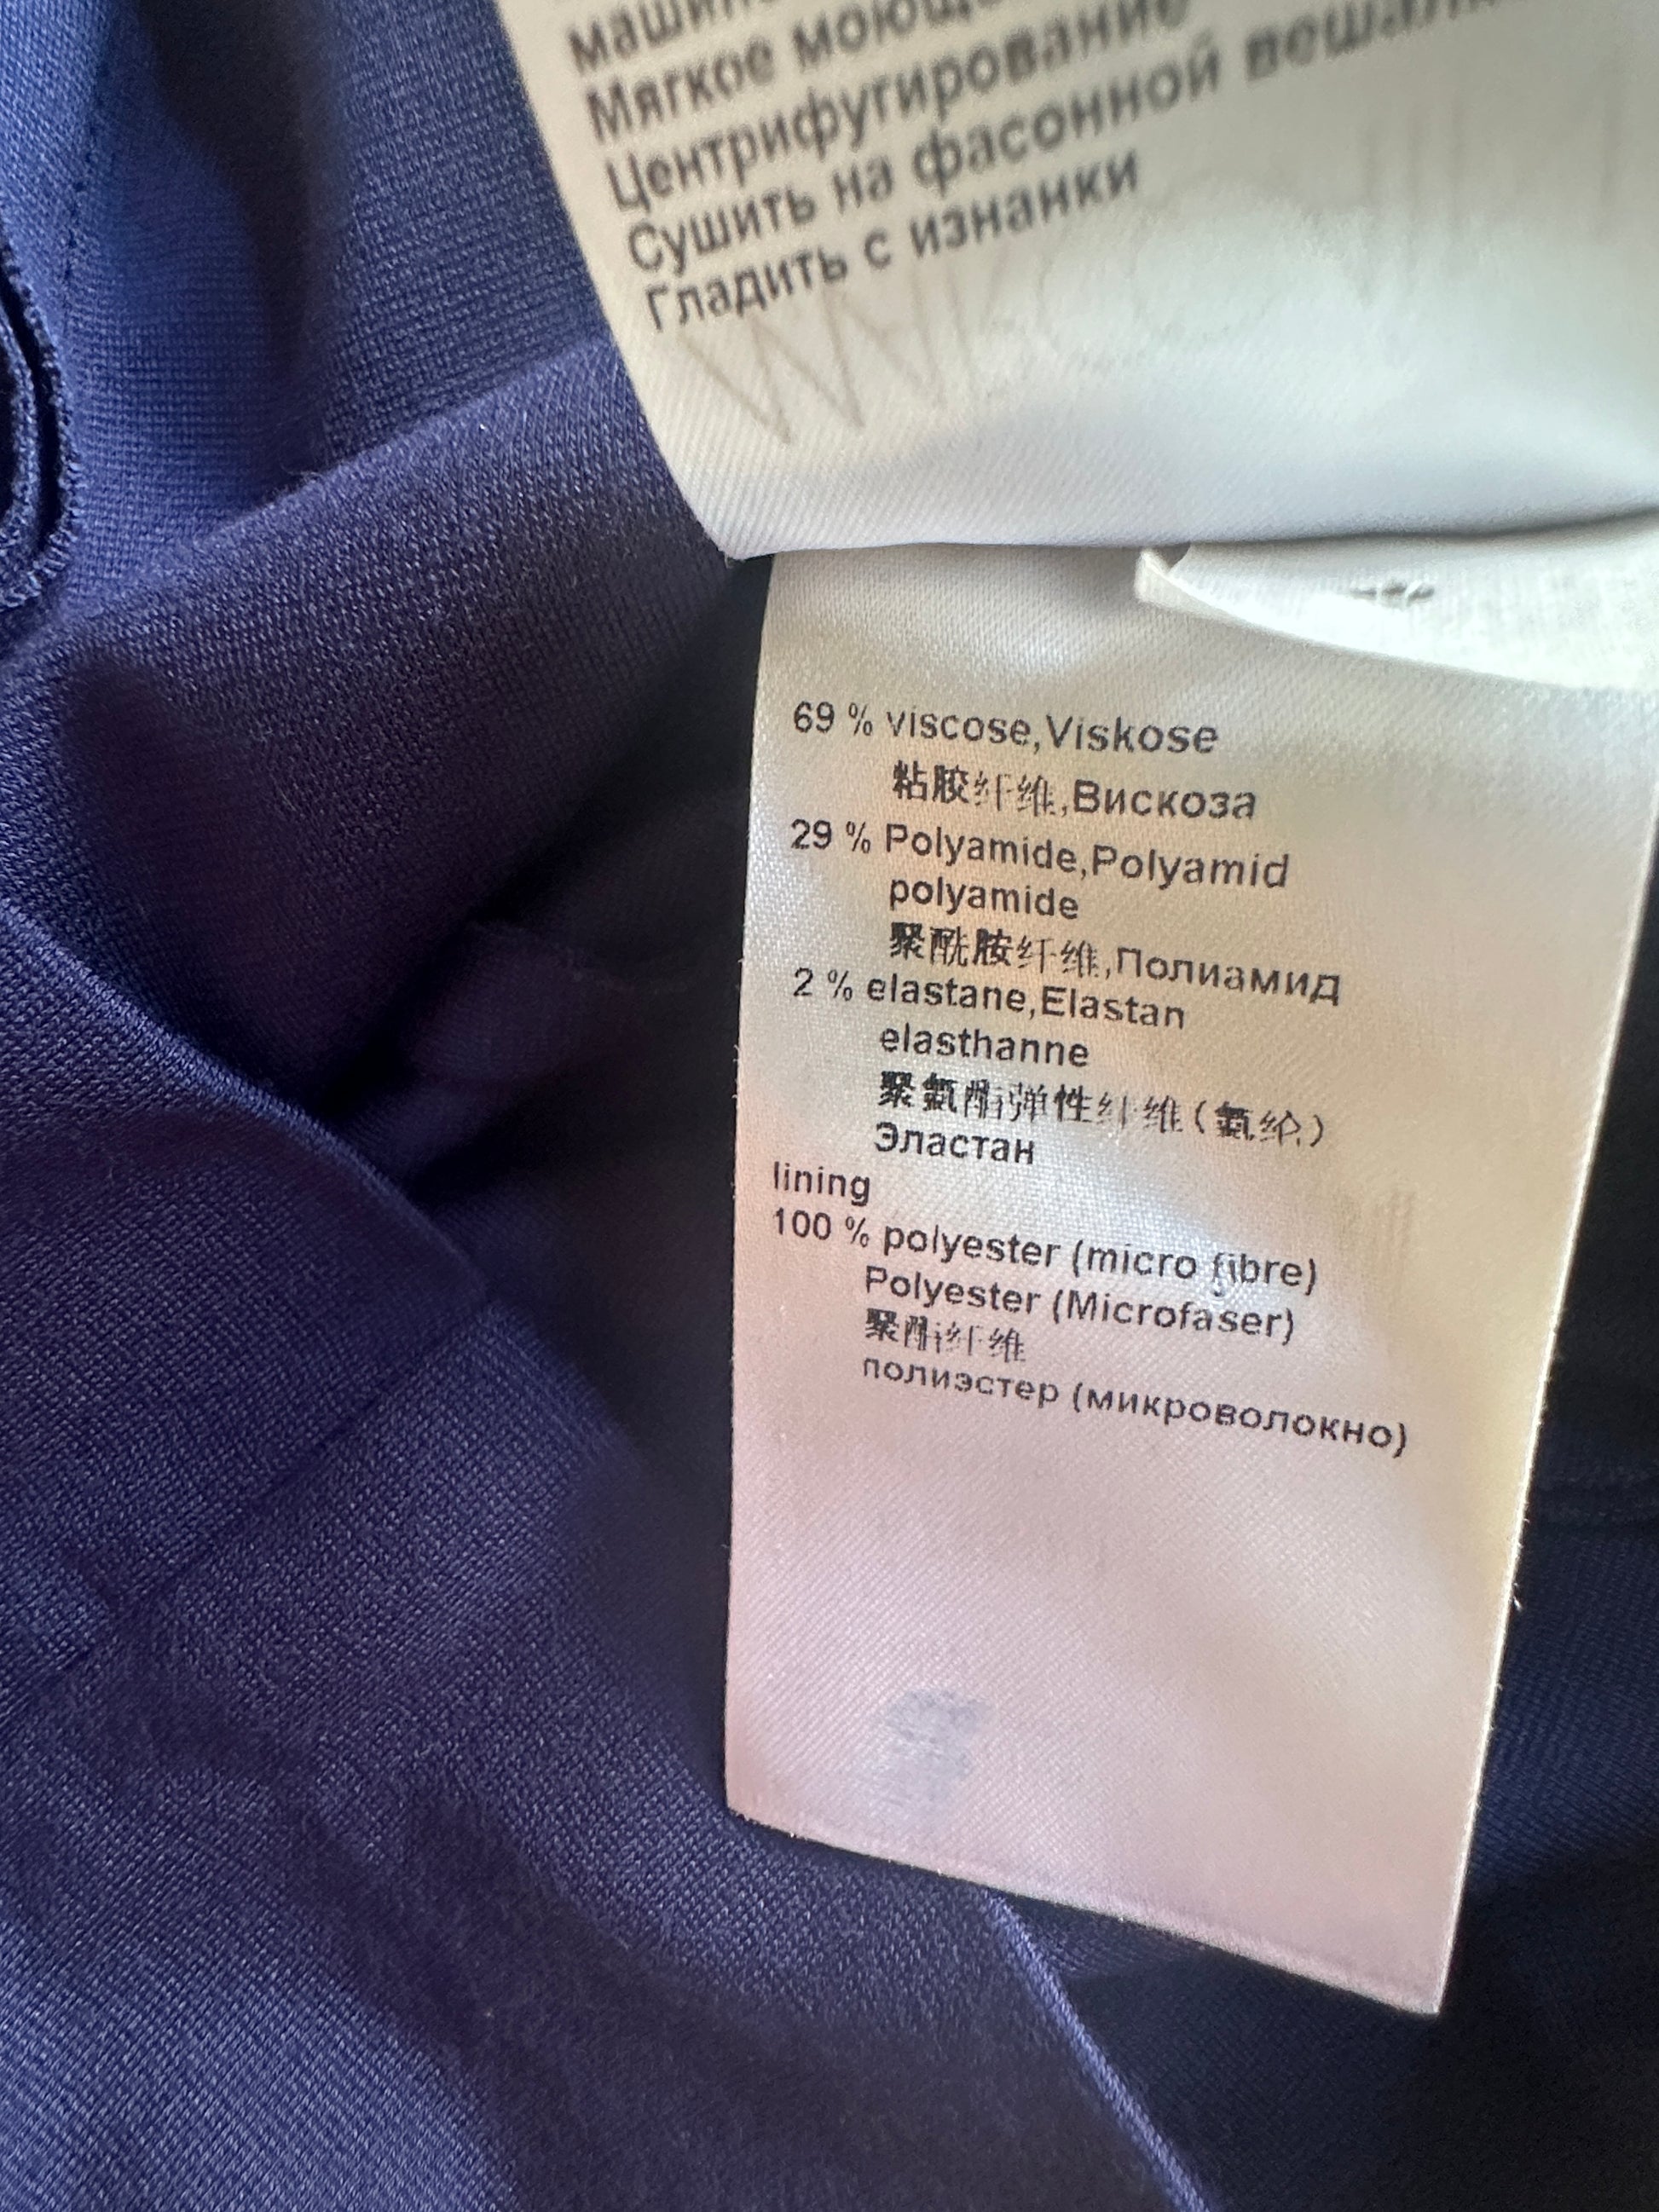 Мягкое
Центрифугирование
Сушить на фасонной
Гладить с изнанки
69 % viscose,Viskose
粘胶纤维,Вискоза
29 % Polyamide,Polyamid
polyamide
聚酰胺纤维,Полиамид
2 % elastane,Elastan
elasthanne
聚氨酯弹性纤维(氨纶)
Эластан
lining
100 % polyester (micro fibre)
Polyester (Microfaser)
聚酯纤维
полиэстер (микроволокно)